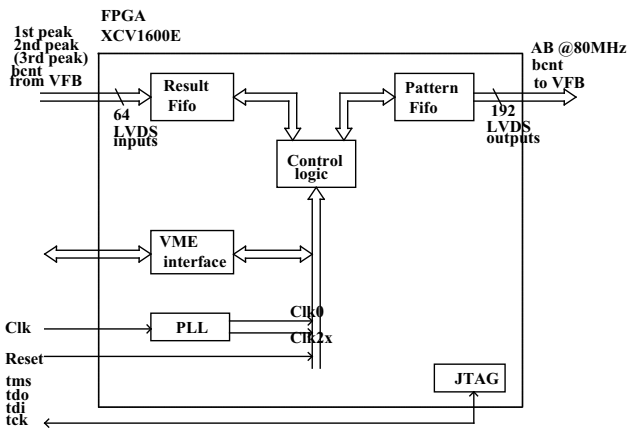 FPGA
XCV1600E
1st peak
2nd peak
(3rd peak)
bcnt
from VFB
64
LVDS
inputs
Result
Fifo
Pattern
Fifo
AB @80MHz
bcnt
to VFB
192
LVDS
outputs
Control
logic
VME
interface
Clk
PLL
Clk0
Clk2x
Reset
JTAG
tms
tdo
tdi
tck